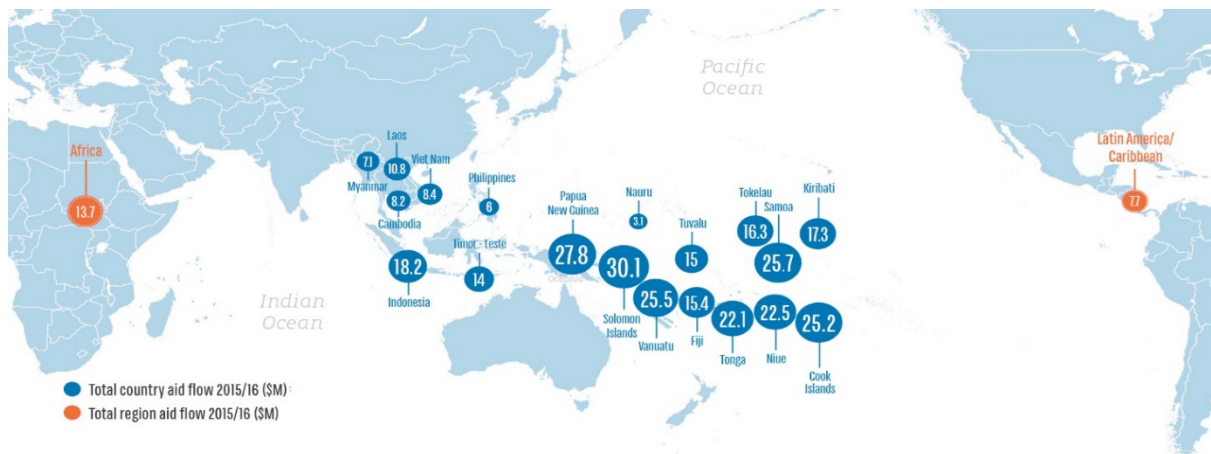 Pacific
Ocean
Africa
13.7
Laos
10.8
7.1
Myanmar
Viet Nam
8.4
8.2
Cambodia
Philippines
6
Indonesia
18.2
Timor - Leste
14
Papua
New Guinea
27.8
Nauru
3.1
Solomon
Islands
30.1
Tuvalu
15
Vanuatu
25.5
Fiji
15.4
Tokelau
16.3
Samoa
25.7
Kiribati
17.3
Tonga
22.1
Niue
22.5
Cook
Islands
25.2
Latin America/
Caribbean
7.7
Indian
Ocean
Total country aid flow 2015/16 ($M)
Total region aid flow 2015/16 ($M)